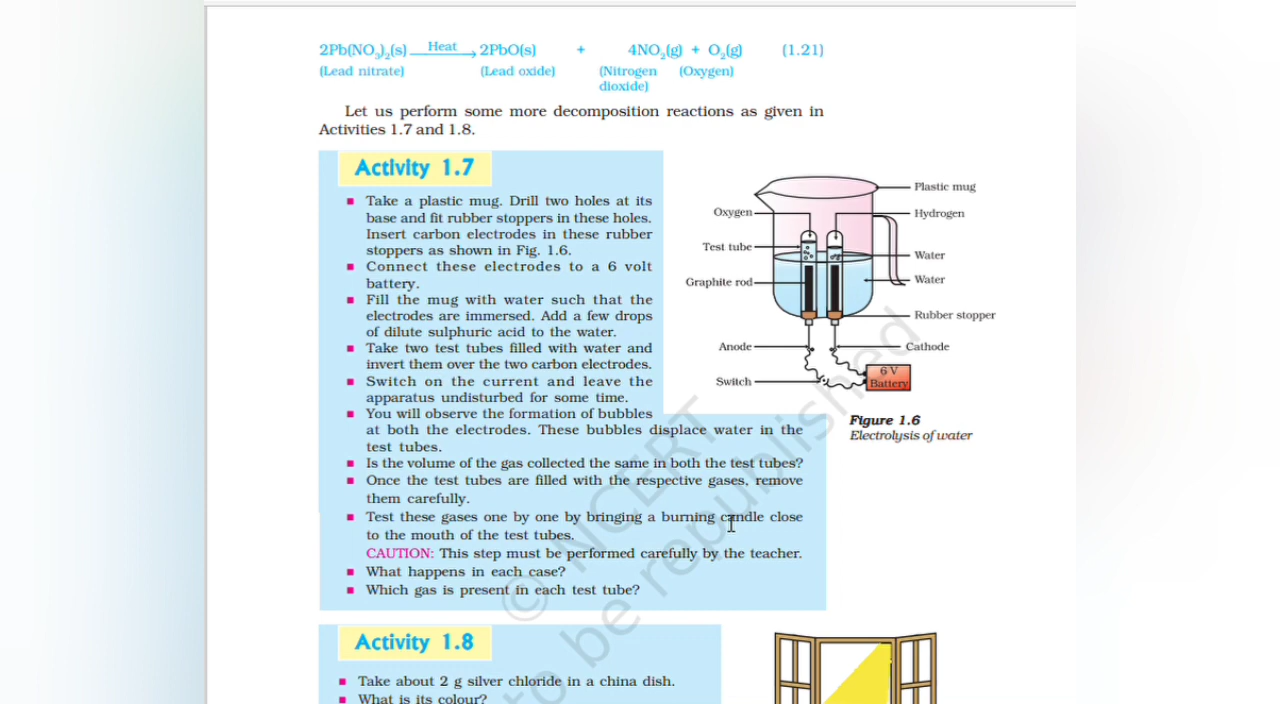 2Pb(NO3)2(s) Heat → 2PbO(s) + 4NO2(g) + O2(g) (1.21)
(Lead nitrate) (Lead oxide) (Nitrogen (Oxygen)
dioxide)
Let us perform some more decomposition reactions as given in
Activities 1.7 and 1.8.
Activity 1.7
■ Take a plastic mug. Drill two holes at its
base and fit rubber stoppers in these holes.
Insert carbon electrodes in these rubber
stoppers as shown in Fig. 1.6.
■ Connect these electrodes to a 6 volt
battery.
■ Fill the mug with water such that the
electrodes are immersed. Add a few drops
of dilute sulphuric acid to the water.
■ Take two test tubes filled with water and
invert them over the two carbon electrodes.
■ Switch on the current and leave the
apparatus undisturbed for some time.
■ You will observe the formation of bubbles
at both the electrodes. These bubbles displace water in the
test tubes.
■ Is the volume of the gas collected the same in both the test tubes?
■ Once the test tubes are filled with the respective gases, remove
them carefully.
■ Test these gases one by one by bringing a burning candle close
to the mouth of the test tubes.
CAUTION: This step must be performed carefully by the teacher.
■ What happens in each case?
■ Which gas is present in each test tube?
Plastic mug
Oxygen
Hydrogen
Test tube
Water
Graphite rod
Water
Rubber stopper
Anode
Cathode
Switch
6 V
Battery
Figure 1.6
Electrolysis of water
Activity 1.8
■ Take about 2 g silver chloride in a china dish.
■ What is its colour?
© NCERT
to be republished